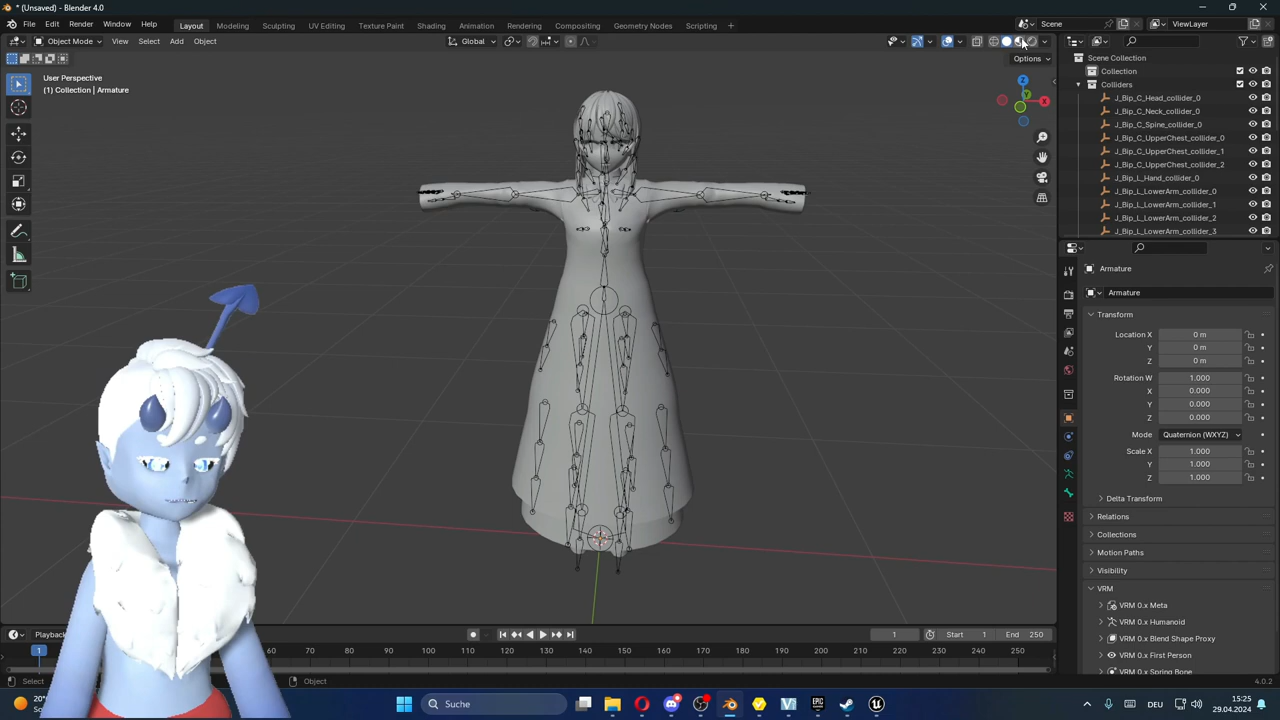 * (Unsaved) - Blender 4.0
File Edit Render Window Help
Layout Modeling Sculpting UV Editing Texture Paint Shading Animation Rendering Compositing Geometry Nodes Scripting +
Scene ViewLayer
Object Mode View Select Add Object Global
Options
User Perspective
(1) Collection | Armature
Z
Y
X
Scene Collection
Collection
Colliders
J_Bip_C_Head_collider_0
J_Bip_C_Neck_collider_0
J_Bip_C_Spine_collider_0
J_Bip_C_UpperChest_collider_0
J_Bip_C_UpperChest_collider_1
J_Bip_C_UpperChest_collider_2
J_Bip_L_Hand_collider_0
J_Bip_L_LowerArm_collider_0
J_Bip_L_LowerArm_collider_1
J_Bip_L_LowerArm_collider_2
J_Bip_L_LowerArm_collider_3
Armature
Armature
Transform
Location X 0 m
Y 0 m
Z 0 m
Rotation W 1.000
X 0.000
Y 0.000
Z 0.000
Mode Quaternion (WXYZ)
Scale X 1.000
Y 1.000
Z 1.000
Delta Transform
Relations
Collections
Motion Paths
Visibility
VRM
VRM 0.x Meta
VRM 0.x Humanoid
VRM 0.x Blend Shape Proxy
VRM 0.x First Person
VRM 0.x Spring Bone
Playback 1 Start 1 End 250
1 60 70 80 90 100 110 120 130 140 150 160 170 180 190 200 210 220 230 240 250
Select Object 4.0.2
20° Suche DEU 15:25
29.04.2024